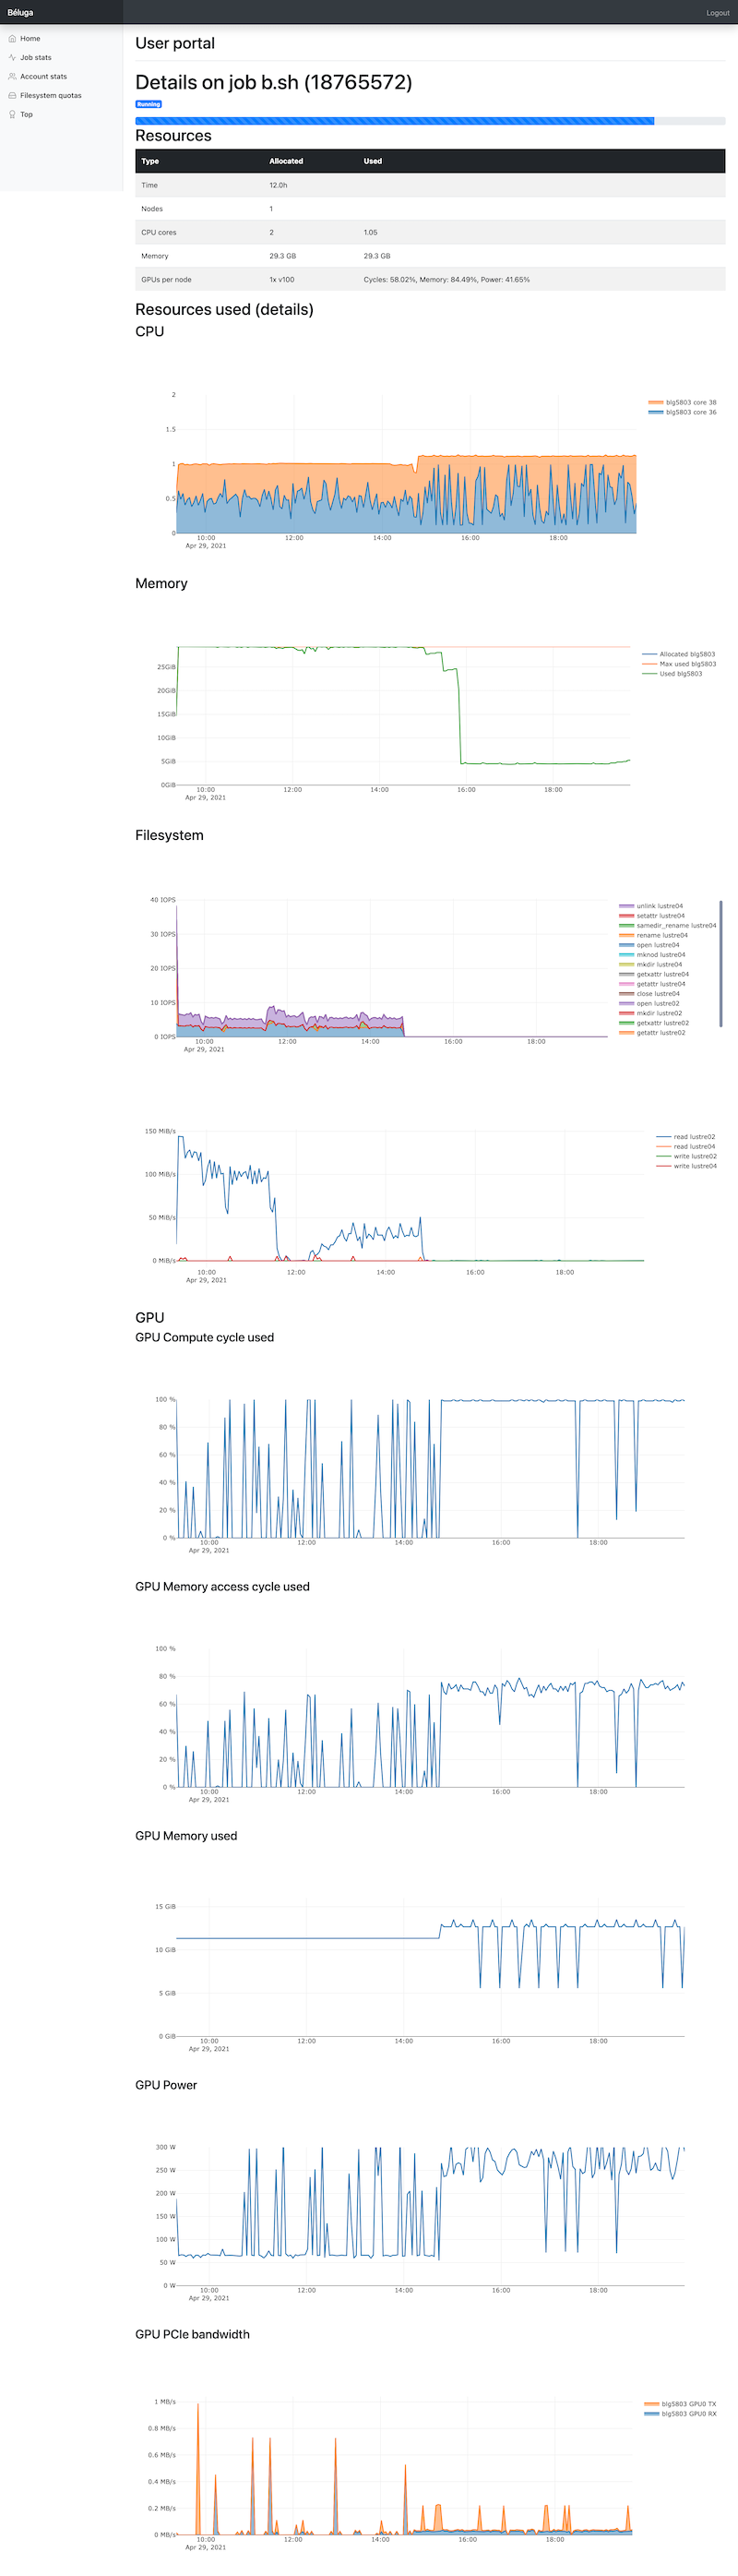 Béluga
Logout
Home
Job stats
Account stats
Filesystem quotas
Top
User portal
Details on job b.sh (18765572)
Running
Resources
Type Allocated Used
Time 12.0h
Nodes 1
CPU cores 2 1.05
Memory 29.3 GB 29.3 GB
GPUs per node 1x v100 Cycles: 58.02%, Memory: 84.49%, Power: 41.65%
Resources used (details)
CPU
2
1.5
1
0.5
0
10:00 12:00 14:00 16:00 18:00
Apr 29, 2021
blg5803 core 38
blg5803 core 36
Memory
25GiB
20GiB
15GiB
10GiB
5GiB
0GiB
10:00 12:00 14:00 16:00 18:00
Apr 29, 2021
Allocated blg5803
Max used blg5803
Used blg5803
Filesystem
40 IOPS
30 IOPS
20 IOPS
10 IOPS
0 IOPS
10:00 12:00 14:00 16:00 18:00
Apr 29, 2021
unlink lustre04
setattr lustre04
samedir_rename lustre04
rename lustre04
open lustre04
mknod lustre04
mkdir lustre04
getxattr lustre04
getattr lustre04
close lustre04
open lustre02
mkdir lustre02
getxattr lustre02
getattr lustre02
150 MiB/s
100 MiB/s
50 MiB/s
0 MiB/s
10:00 12:00 14:00 16:00 18:00
Apr 29, 2021
read lustre02
read lustre04
write lustre02
write lustre04
GPU
GPU Compute cycle used
100 %
80 %
60 %
40 %
20 %
0 %
10:00 12:00 14:00 16:00 18:00
Apr 29, 2021
GPU Memory access cycle used
100 %
80 %
60 %
40 %
20 %
0 %
10:00 12:00 14:00 16:00 18:00
Apr 29, 2021
GPU Memory used
15 GiB
10 GiB
5 GiB
0 GiB
10:00 12:00 14:00 16:00 18:00
Apr 29, 2021
GPU Power
300 W
250 W
200 W
150 W
100 W
50 W
0 W
10:00 12:00 14:00 16:00 18:00
Apr 29, 2021
GPU PCIe bandwidth
1 MB/s
0.8 MB/s
0.6 MB/s
0.4 MB/s
0.2 MB/s
0 MB/s
10:00 12:00 14:00 16:00 18:00
Apr 29, 2021
blg5803 GPU0 TX
blg5803 GPU0 RX